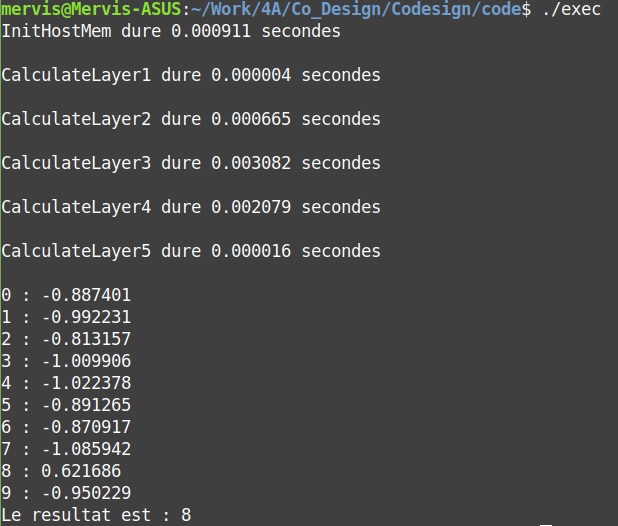 mervis@Mervis-ASUS:~/Work/4A/Co_Design/Codesign/code$ ./exec
InitHostMem dure 0.000911 secondes
CalculateLayer1 dure 0.000004 secondes
CalculateLayer2 dure 0.000665 secondes
CalculateLayer3 dure 0.003082 secondes
CalculateLayer4 dure 0.002079 secondes
CalculateLayer5 dure 0.000016 secondes
0 : -0.887401
1 : -0.992231
2 : -0.813157
3 : -1.009906
4 : -1.022378
5 : -0.891265
6 : -0.870917
7 : -1.085942
8 : 0.621686
9 : -0.950229
Le resultat est : 8